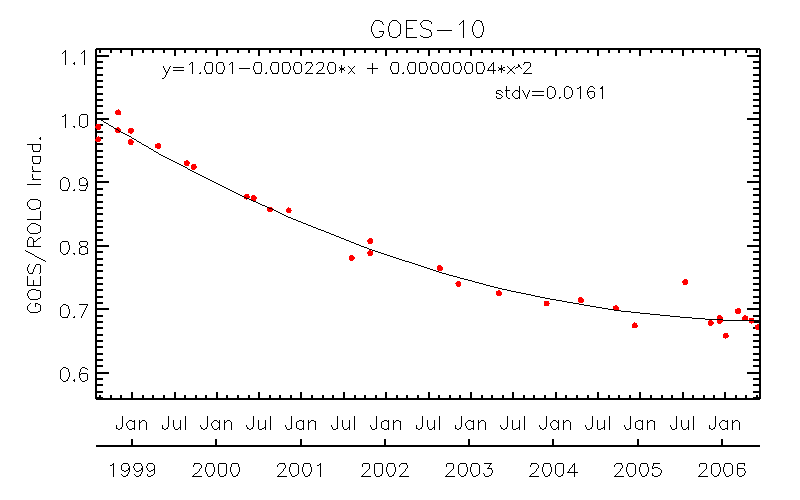 GOES-10
y=1.001-0.000220*x + 0.00000004*x^2
stdv=0.0161
GOES/ROLO Irrad.
1.1
1.0
0.9
0.8
0.7
0.6
Jan Jul Jan Jul Jan Jul Jan Jul Jan Jul Jan Jul Jan Jul Jan
1999 2000 2001 2002 2003 2004 2005 2006